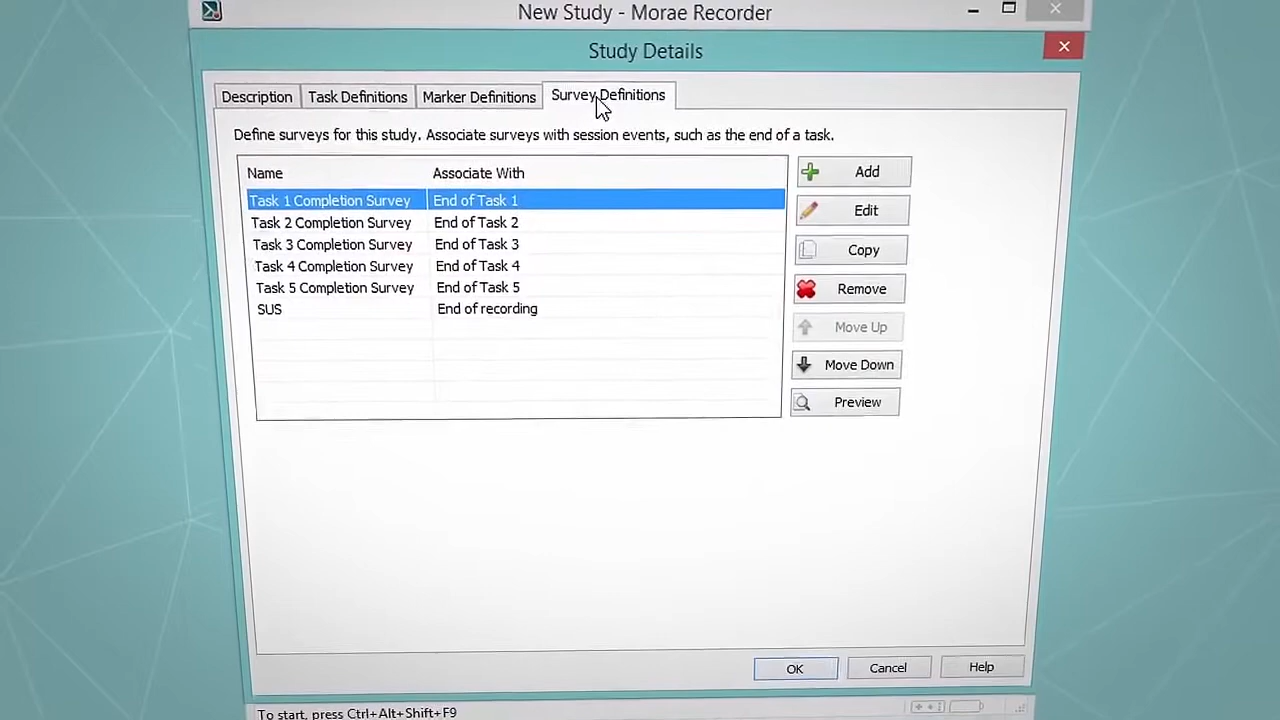 New Study - Morae Recorder
Study Details
Description Task Definitions Marker Definitions Survey Definitions
Define surveys for this study. Associate surveys with session events, such as the end of a task.
Name Associate With
Task 1 Completion Survey End of Task 1
Task 2 Completion Survey End of Task 2
Task 3 Completion Survey End of Task 3
Task 4 Completion Survey End of Task 4
Task 5 Completion Survey End of Task 5
SUS End of recording
Add
Edit
Copy
Remove
Move Up
Move Down
Preview
OK Cancel Help
To start, press Ctrl+Alt+Shift+F9